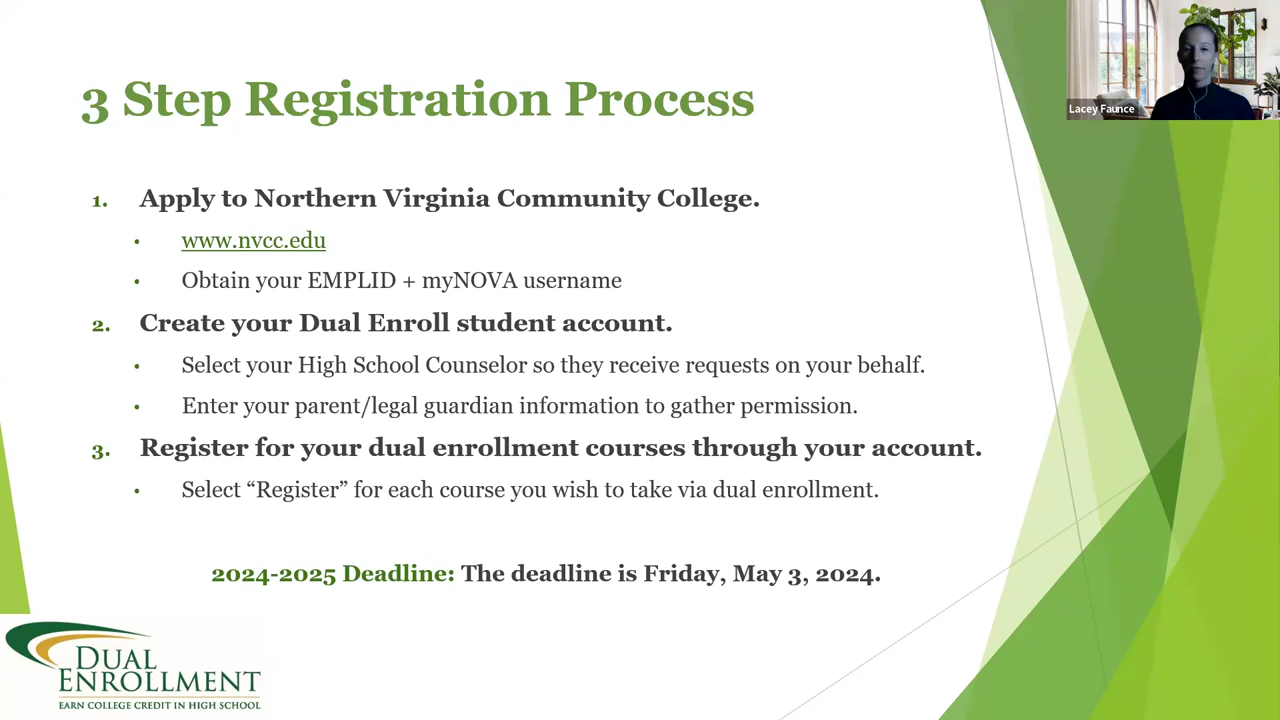 3 Step Registration Process
Lacey Faunce
1. Apply to Northern Virginia Community College.
• www.nvcc.edu
• Obtain your EMPLID + myNOVA username
2. Create your Dual Enroll student account.
• Select your High School Counselor so they receive requests on your behalf.
• Enter your parent/legal guardian information to gather permission.
3. Register for your dual enrollment courses through your account.
• Select “Register” for each course you wish to take via dual enrollment.
2024-2025 Deadline: The deadline is Friday, May 3, 2024.
DUAL
ENROLLMENT
EARN COLLEGE CREDIT IN HIGH SCHOOL